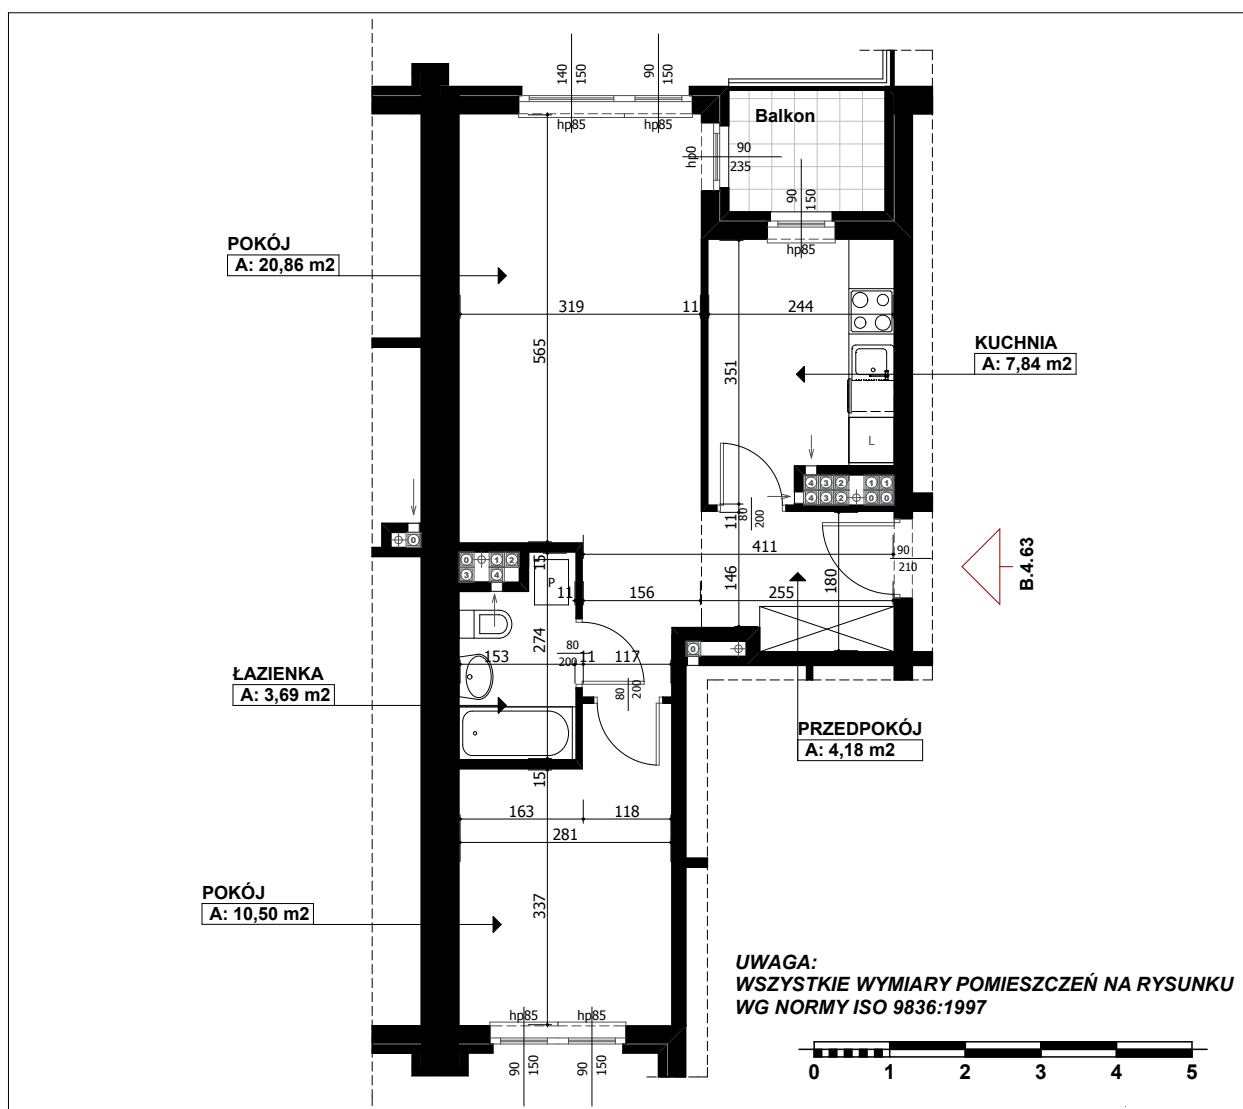 140
150
90
150
hp85
hp85
Balkon
hp0
90
235
90
150
hp85
POKÓJ
A: 20,86 m2
319
11
244
565
351
KUCHNIA
A: 7,84 m2
L
4 3 2 1 1
4 3 2 0 0
11
80
200
411
90
210
B.4.63
0
0 1 2
3 4
15
P
11
156
146
255
180
274
80
200
153
11
117
80
200
0
ŁAZIENKA
A: 3,69 m2
PRZEDPOKÓJ
A: 4,18 m2
15
163
118
281
POKÓJ
A: 10,50 m2
337
UWAGA:
WSZYSTKIE WYMIARY POMIESZCZEŃ NA RYSUNKU
WG NORMY ISO 9836:1997
hp85
hp85
90
150
90
150
0 1 2 3 4 5